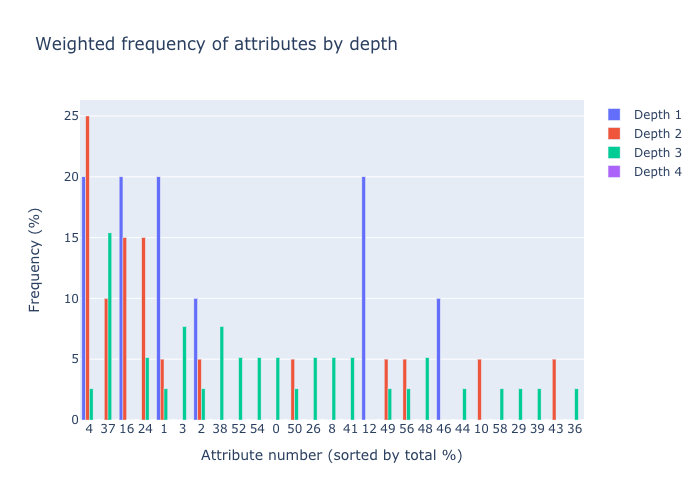 Weighted frequency of attributes by depth
Depth 1
Depth 2
Depth 3
Depth 4
Frequency (%)
25
20
15
10
5
0
4 37 16 24 1 3 2 38 52 54 0 50 26 8 41 12 49 56 48 46 44 10 58 29 39 43 36
Attribute number (sorted by total %)